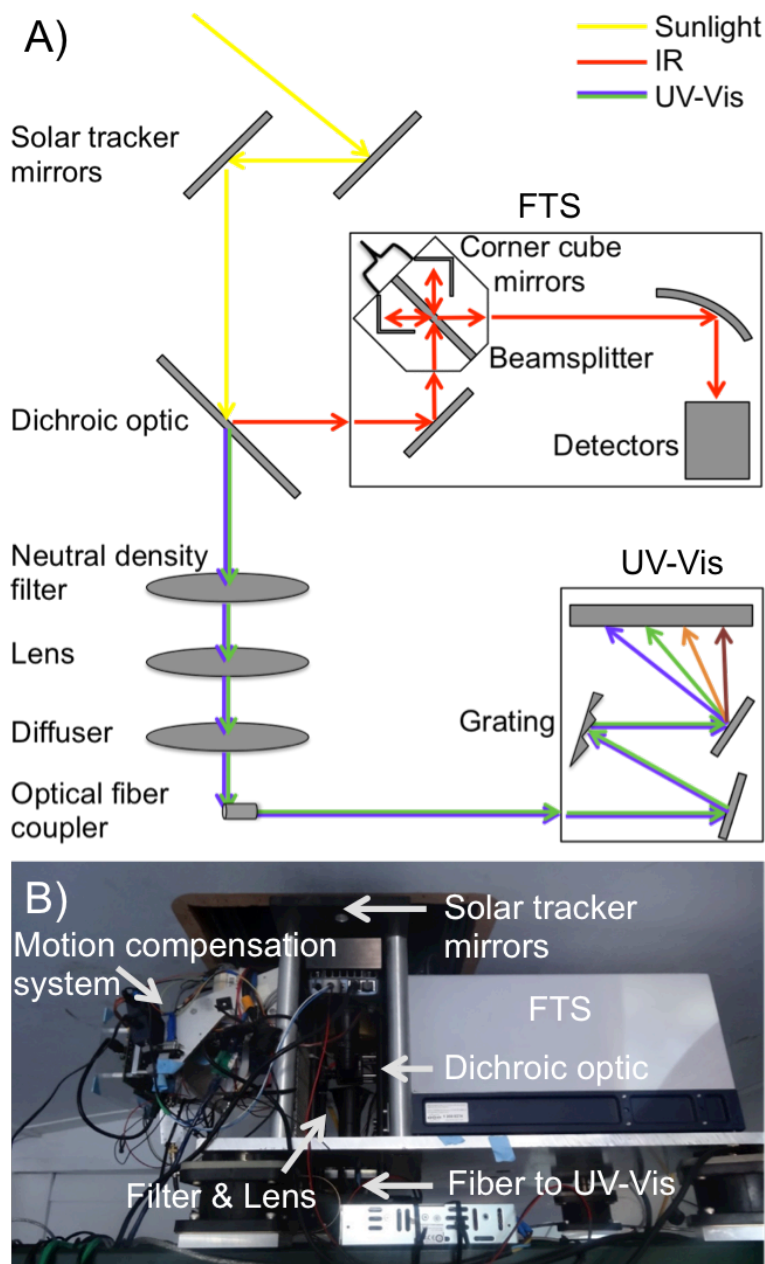 A)
Sunlight
IR
UV-Vis
Solar tracker
mirrors
FTS
Corner cube
mirrors
Beamsplitter
Dichroic optic
Detectors
Neutral density
filter
UV-Vis
Lens
Grating
Diffuser
Optical fiber
coupler
B)
Solar tracker
mirrors
Motion compensation
system
FTS
Dichroic optic
Filter & Lens
Fiber to UV-Vis